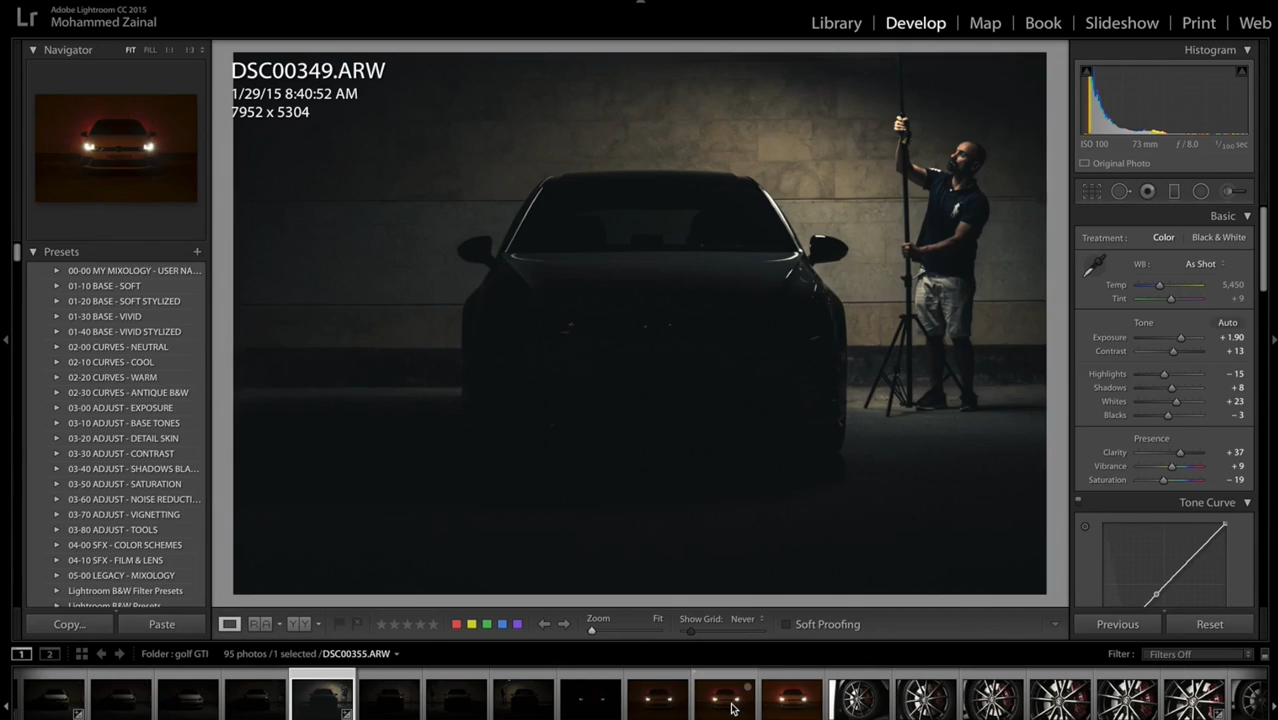 Lr
Adobe Lightroom CC 2015
Mohammed Zainal
Library | Develop | Map | Book | Slideshow | Print | Web
Navigator FIT FILL 1:1 1:3
Presets +
00-00 MY MIXOLOGY - USER NA...
01-10 BASE - SOFT
01-20 BASE - SOFT STYLIZED
01-30 BASE - VIVID
01-40 BASE - VIVID STYLIZED
02-00 CURVES - NEUTRAL
02-10 CURVES - COOL
02-20 CURVES - WARM
02-30 CURVES - ANTIQUE B&W
03-00 ADJUST - EXPOSURE
03-10 ADJUST - BASE TONES
03-20 ADJUST - DETAIL SKIN
03-30 ADJUST - CONTRAST
03-40 ADJUST - SHADOWS BLA...
03-50 ADJUST - SATURATION
03-60 ADJUST - NOISE REDUCTI...
03-70 ADJUST - VIGNETTING
03-80 ADJUST - TOOLS
04-00 SFX - COLOR SCHEMES
04-10 SFX - FILM & LENS
05-00 LEGACY - MIXOLOGY
Lightroom B&W Filter Presets
Lightroom B&W Presets
Copy... Paste
DSC00349.ARW
1/29/15 8:40:52 AM
7952 x 5304
Zoom Fit Show Grid: Never Soft Proofing
Histogram
ISO 100 73 mm ƒ / 8.0 1/100 sec
Original Photo
Basic
Treatment : Color Black & White
WB : As Shot
Temp 5,450
Tint + 9
Tone Auto
Exposure + 1.90
Contrast + 13
Highlights − 15
Shadows + 8
Whites + 23
Blacks − 3
Presence
Clarity + 37
Vibrance + 9
Saturation − 19
Tone Curve
Previous Reset
1 2 Folder : golf GTI 95 photos / 1 selected / DSC00355.ARW Filter : Filters Off